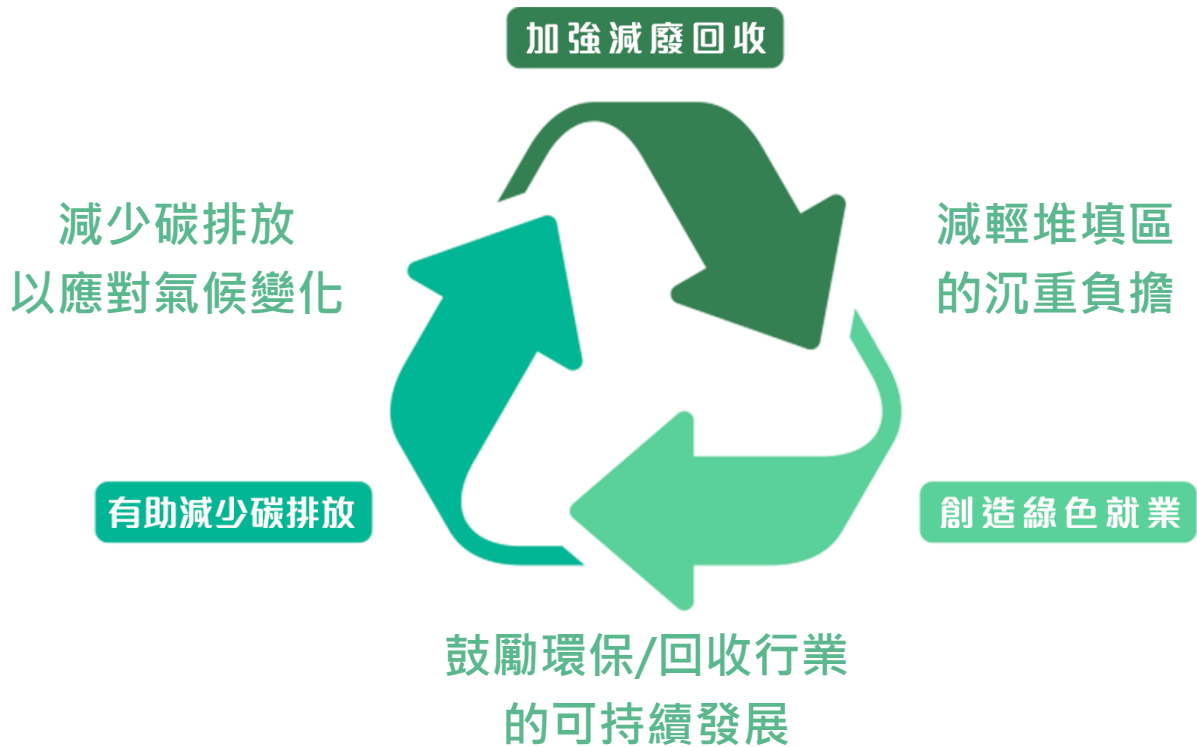 加強減廢回收
減少碳排放
以應對氣候變化
減輕堆填區
的沉重負擔
有助減少碳排放
創造綠色就業
鼓勵環保/回收行業
的可持續發展